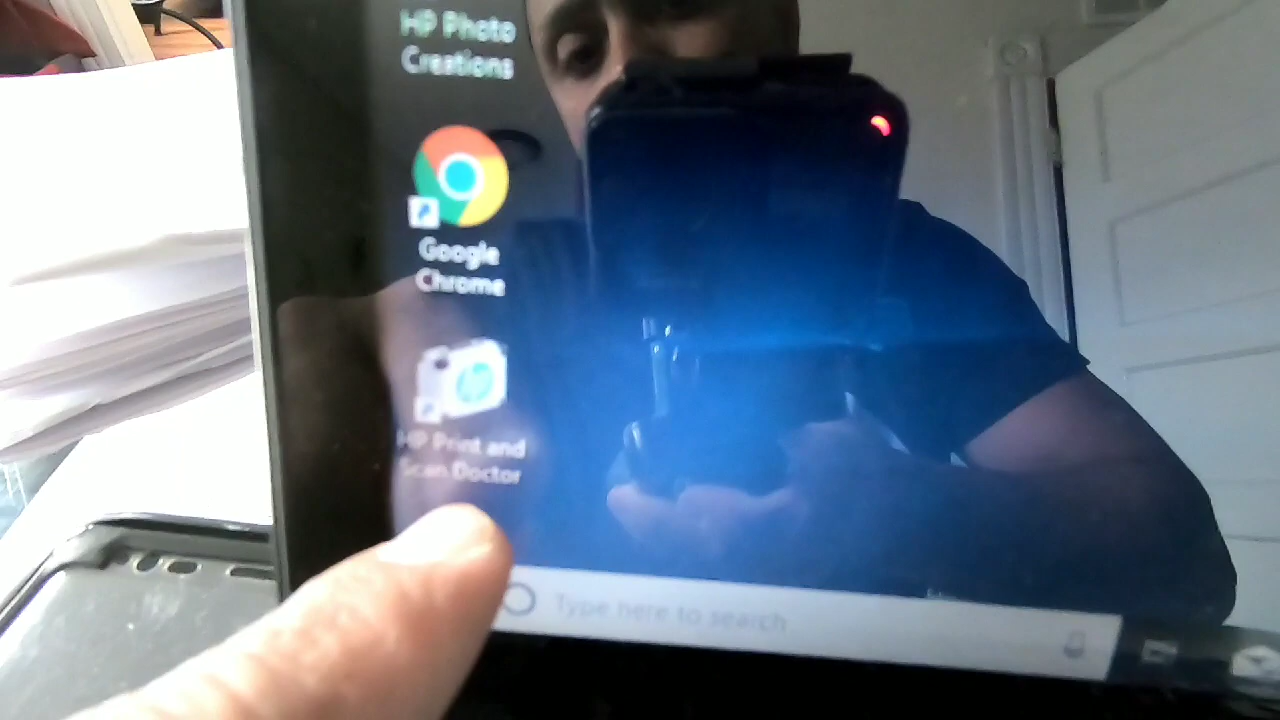 HP Photo
Creations
Google
Chrome
HP Print and
Scan Doctor
Type here to search